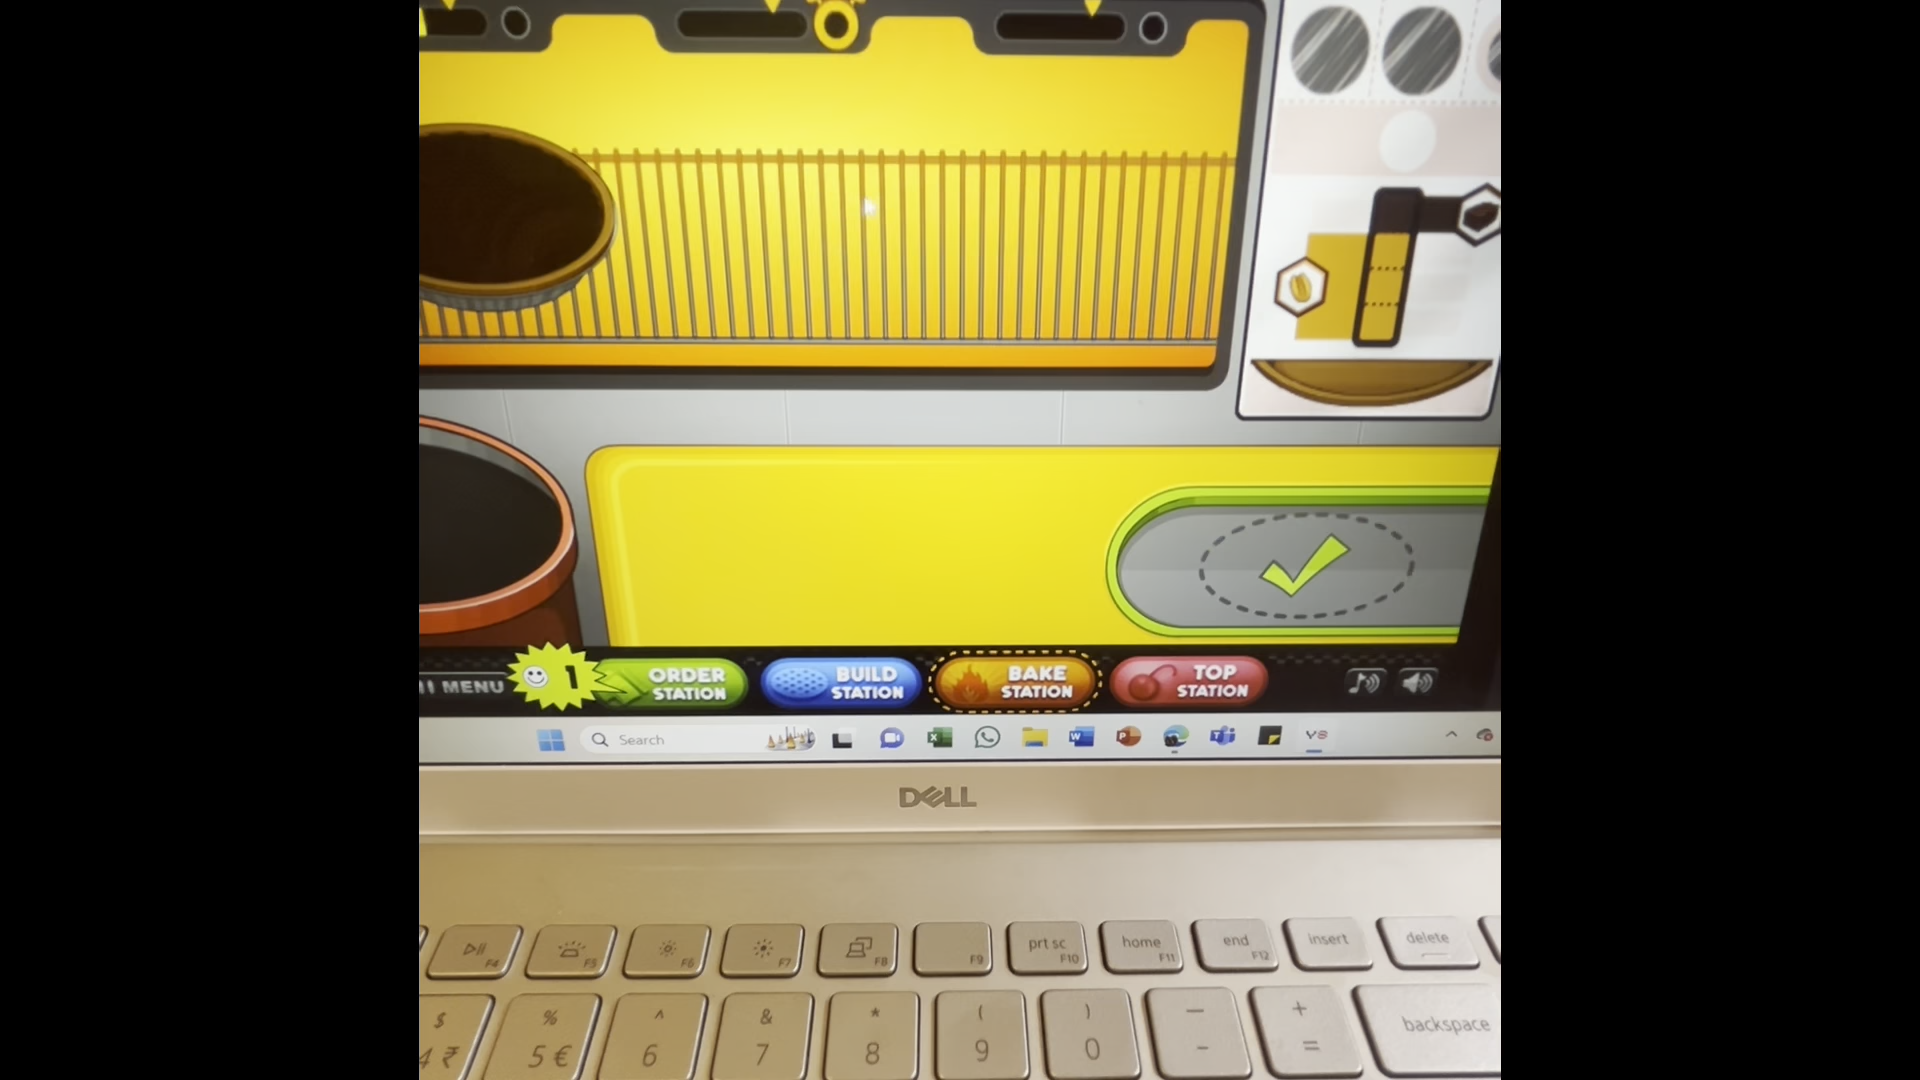 MENU
1
ORDER
STATION
BUILD
STATION
BAKE
STATION
TOP
STATION
Search
DELL
F4
F5
F6
F7
F8
F9
prt sc
F10
home
F11
end
F12
insert
delete
$
4 ₹
%
5 €
^
6
&
7
*
8
(
9
)
0
—
-
+
=
backspace